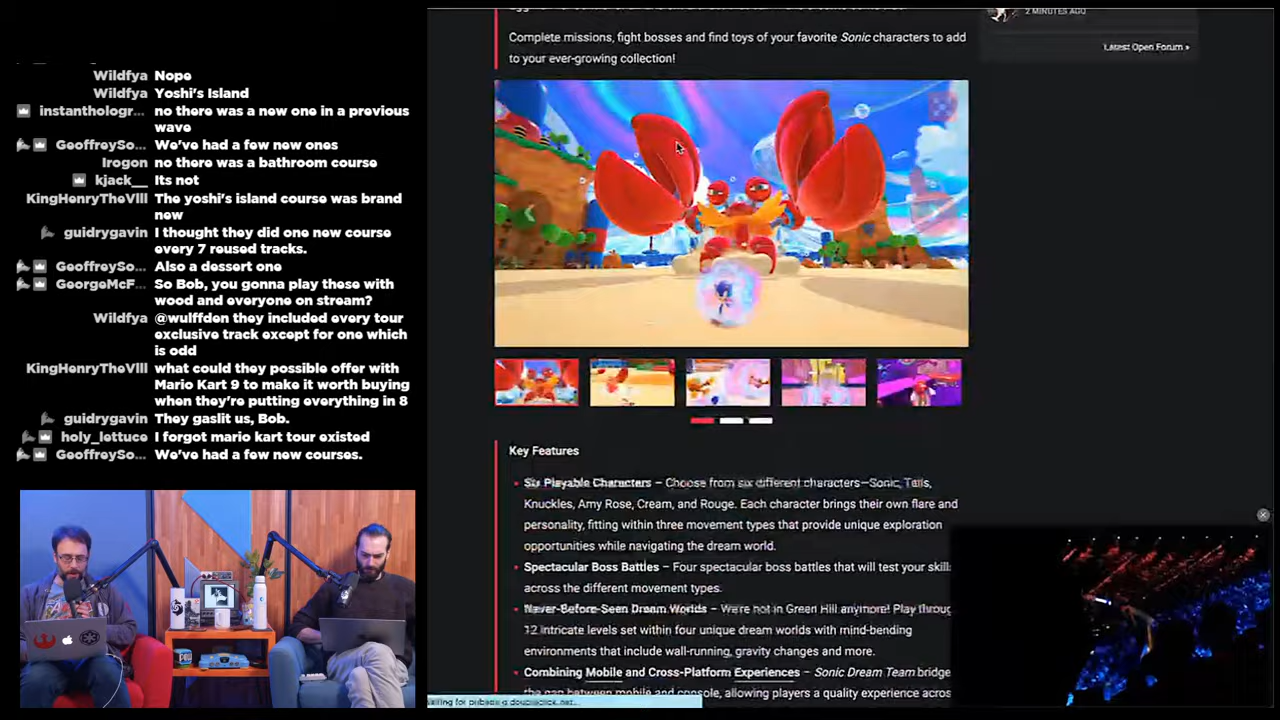 Wildfya Nope
Wildfya Yoshi's Island
instanthologr... no there was a new one in a previous
wave
GeoffreySo... We've had a few new ones
Irogon no there was a bathroom course
kjack__ Its not
KingHenryTheVIII The yoshi's island course was brand
new
guidrygavin I thought they did one new course
every 7 reused tracks.
GeoffreySo... Also a dessert one
GeorgeMcF... So Bob, you gonna play these with
wood and everyone on stream?
Wildfya @wulffden they included every tour
exclusive track except for one which
is odd
KingHenryTheVIII what could they possible offer with
Mario Kart 9 to make it worth buying
when they're putting everything in 8
guidrygavin They gaslit us, Bob.
holy_lettuce I forgot mario kart tour existed
GeoffreySo... We've had a few new courses.
Complete missions, fight bosses and find toys of your favorite Sonic characters to add
to your ever-growing collection!
2 MINUTES AGO
Latest Open Forum »
Key Features
Six Playable Characters – Choose from six different characters—Sonic, Tails,
Knuckles, Amy Rose, Cream, and Rouge. Each character brings their own flare and
personality, fitting within three movement types that provide unique exploration
opportunities while navigating the dream world.
Spectacular Boss Battles – Four spectacular boss battles that will test your skills
across the different movement types.
Never-Before-Seen Dream Worlds – We're not in Green Hill anymore! Play throug
12 intricate levels set within four unique dream worlds with mind-bending
environments that include wall-running, gravity changes and more.
Combining Mobile and Cross-Platform Experiences – Sonic Dream Team bridge
the gap between mobile and console, allowing players a quality experience across